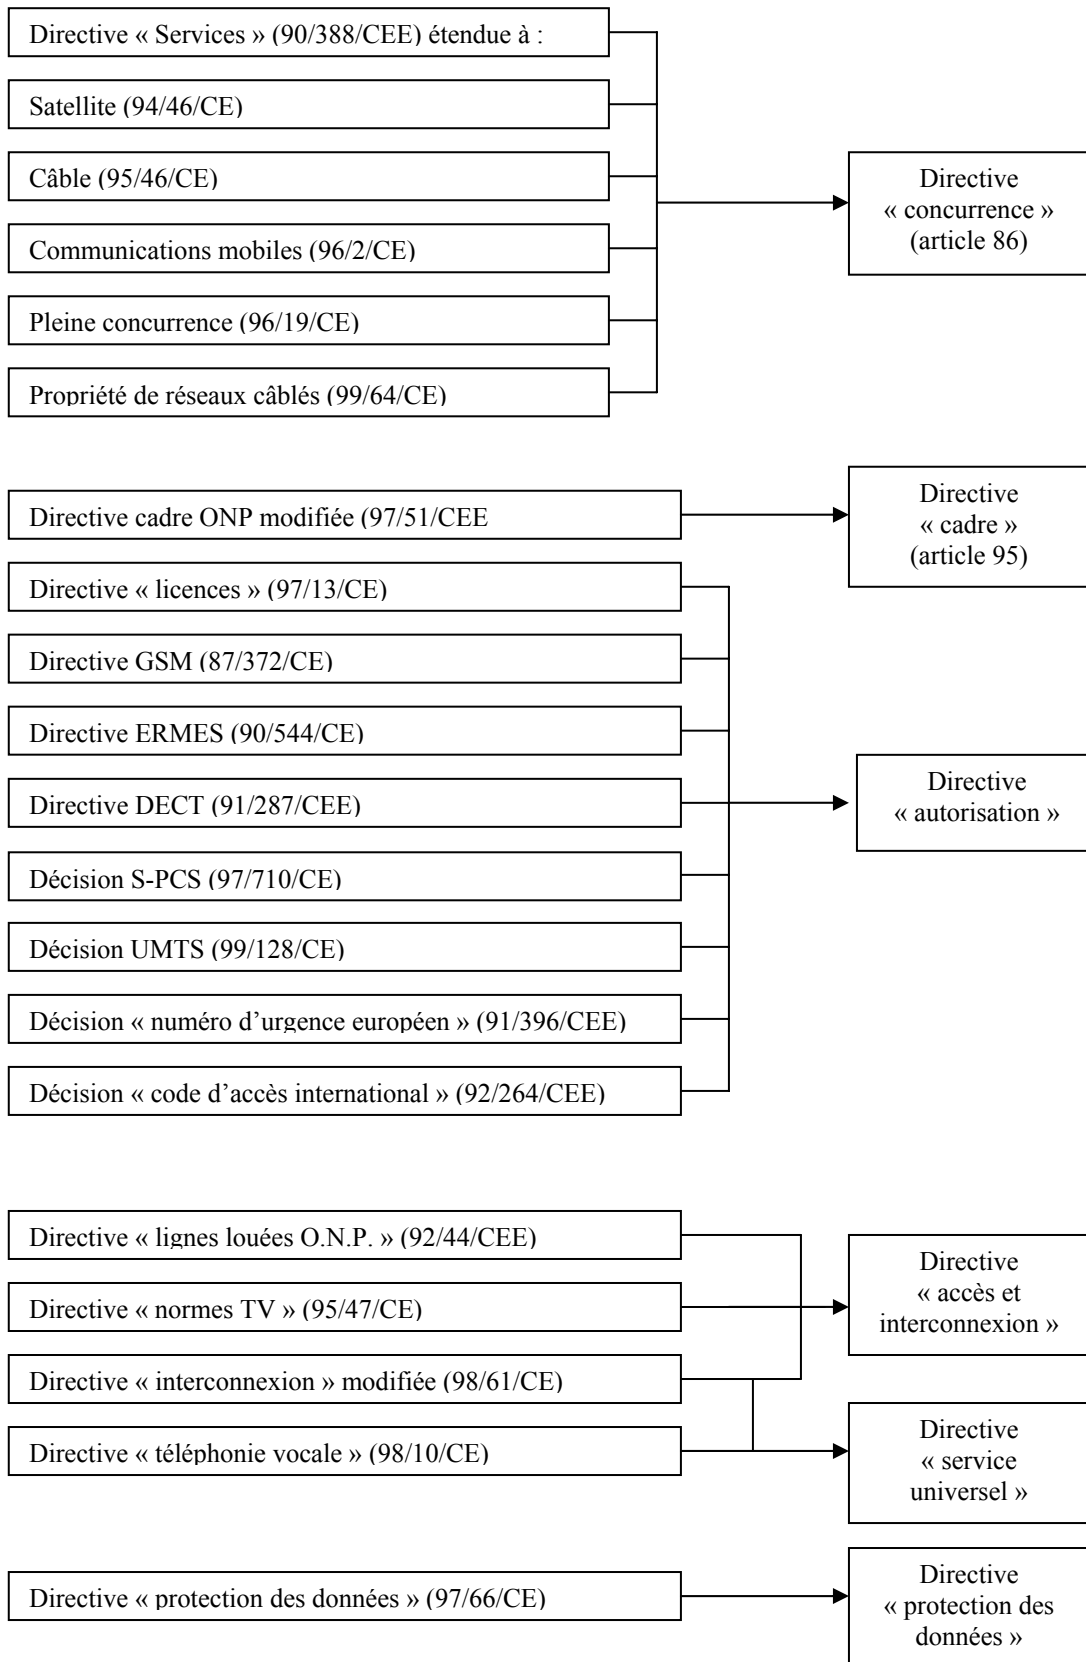 Directive « Services » (90/388/CEE) étendue à :
Satellite (94/46/CE)
Câble (95/46/CE)
Communications mobiles (96/2/CE)
Pleine concurrence (96/19/CE)
Propriété de réseaux câblés (99/64/CE)
Directive
« concurrence »
(article 86)
Directive cadre ONP modifiée (97/51/CEE
Directive
« cadre »
(article 95)
Directive « licences » (97/13/CE)
Directive GSM (87/372/CE)
Directive ERMES (90/544/CE)
Directive DECT (91/287/CEE)
Décision S-PCS (97/710/CE)
Décision UMTS (99/128/CE)
Décision « numéro d’urgence européen » (91/396/CEE)
Décision « code d’accès international » (92/264/CEE)
Directive
« autorisation »
Directive « lignes louées O.N.P. » (92/44/CEE)
Directive « normes TV » (95/47/CE)
Directive « interconnexion » modifiée (98/61/CE)
Directive « téléphonie vocale » (98/10/CE)
Directive
« accès et
interconnexion »
Directive
« service
universel »
Directive « protection des données » (97/66/CE)
Directive
« protection des
données »